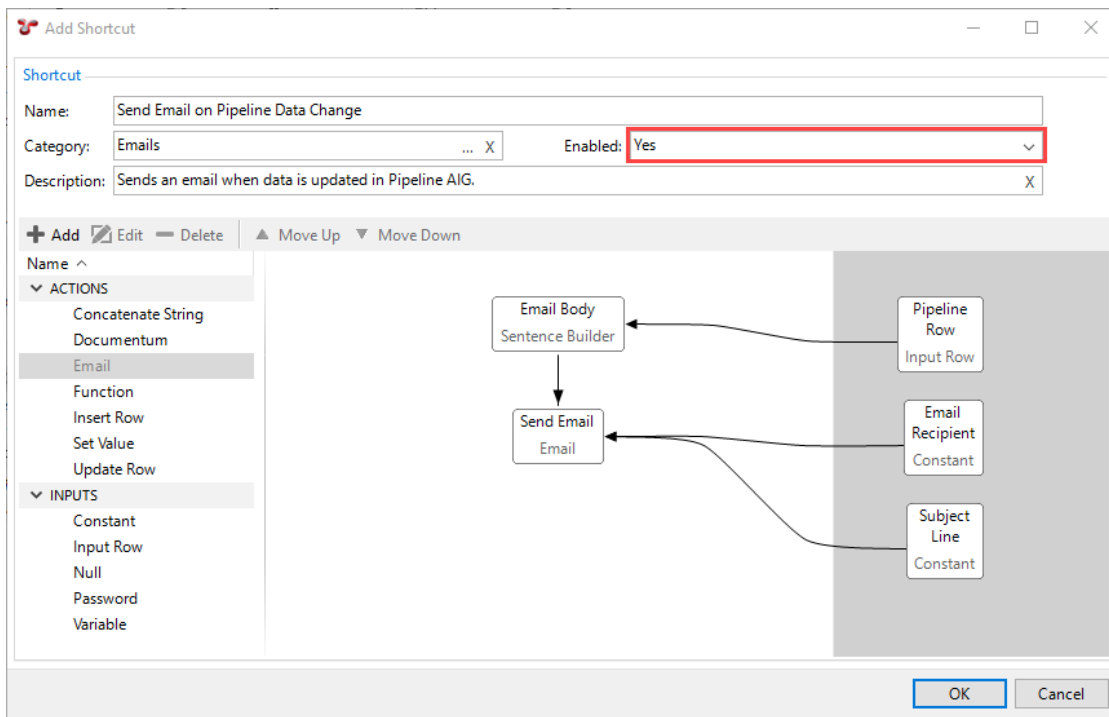 Add Shortcut
Shortcut
Name: Send Email on Pipeline Data Change
Category: Emails ... X Enabled: Yes
Description: Sends an email when data is updated in Pipeline AIG. X
Add Edit Delete Move Up Move Down
Name
ACTIONS
Concatenate String
Documentum
Email
Function
Insert Row
Set Value
Update Row
INPUTS
Constant
Input Row
Null
Password
Variable
Email Body
Sentence Builder
Send Email
Email
Pipeline
Row
Input Row
Email
Recipient
Constant
Subject
Line
Constant
OK Cancel